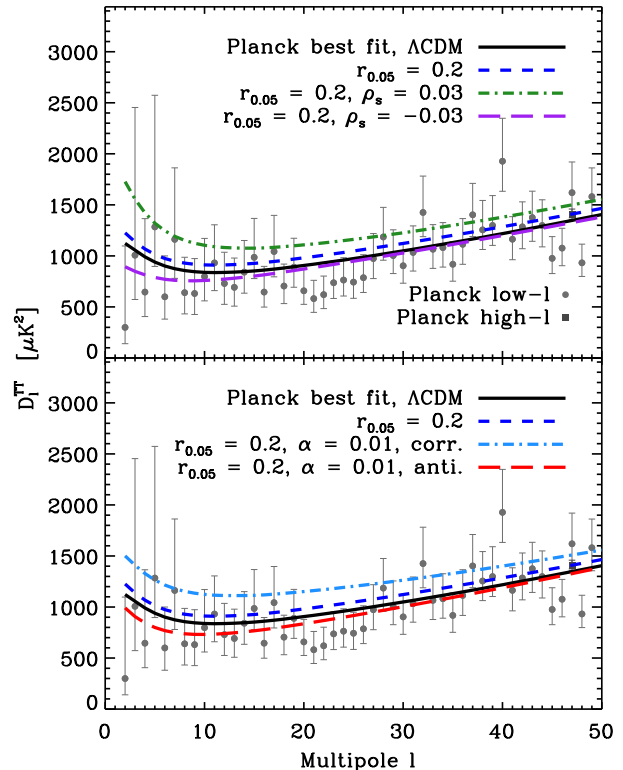 3000
2500
2000
1500
1000
500
0
Planck best fit, ΛCDM
r0.05 = 0.2
r0.05 = 0.2, ρs = 0.03
r0.05 = 0.2, ρs = −0.03
Planck low−l
Planck high−l
DlTT [μK2]
3000
2500
2000
1500
1000
500
0
Planck best fit, ΛCDM
r0.05 = 0.2
r0.05 = 0.2, α = 0.01, corr.
r0.05 = 0.2, α = 0.01, anti.
0 10 20 30 40 50
Multipole l